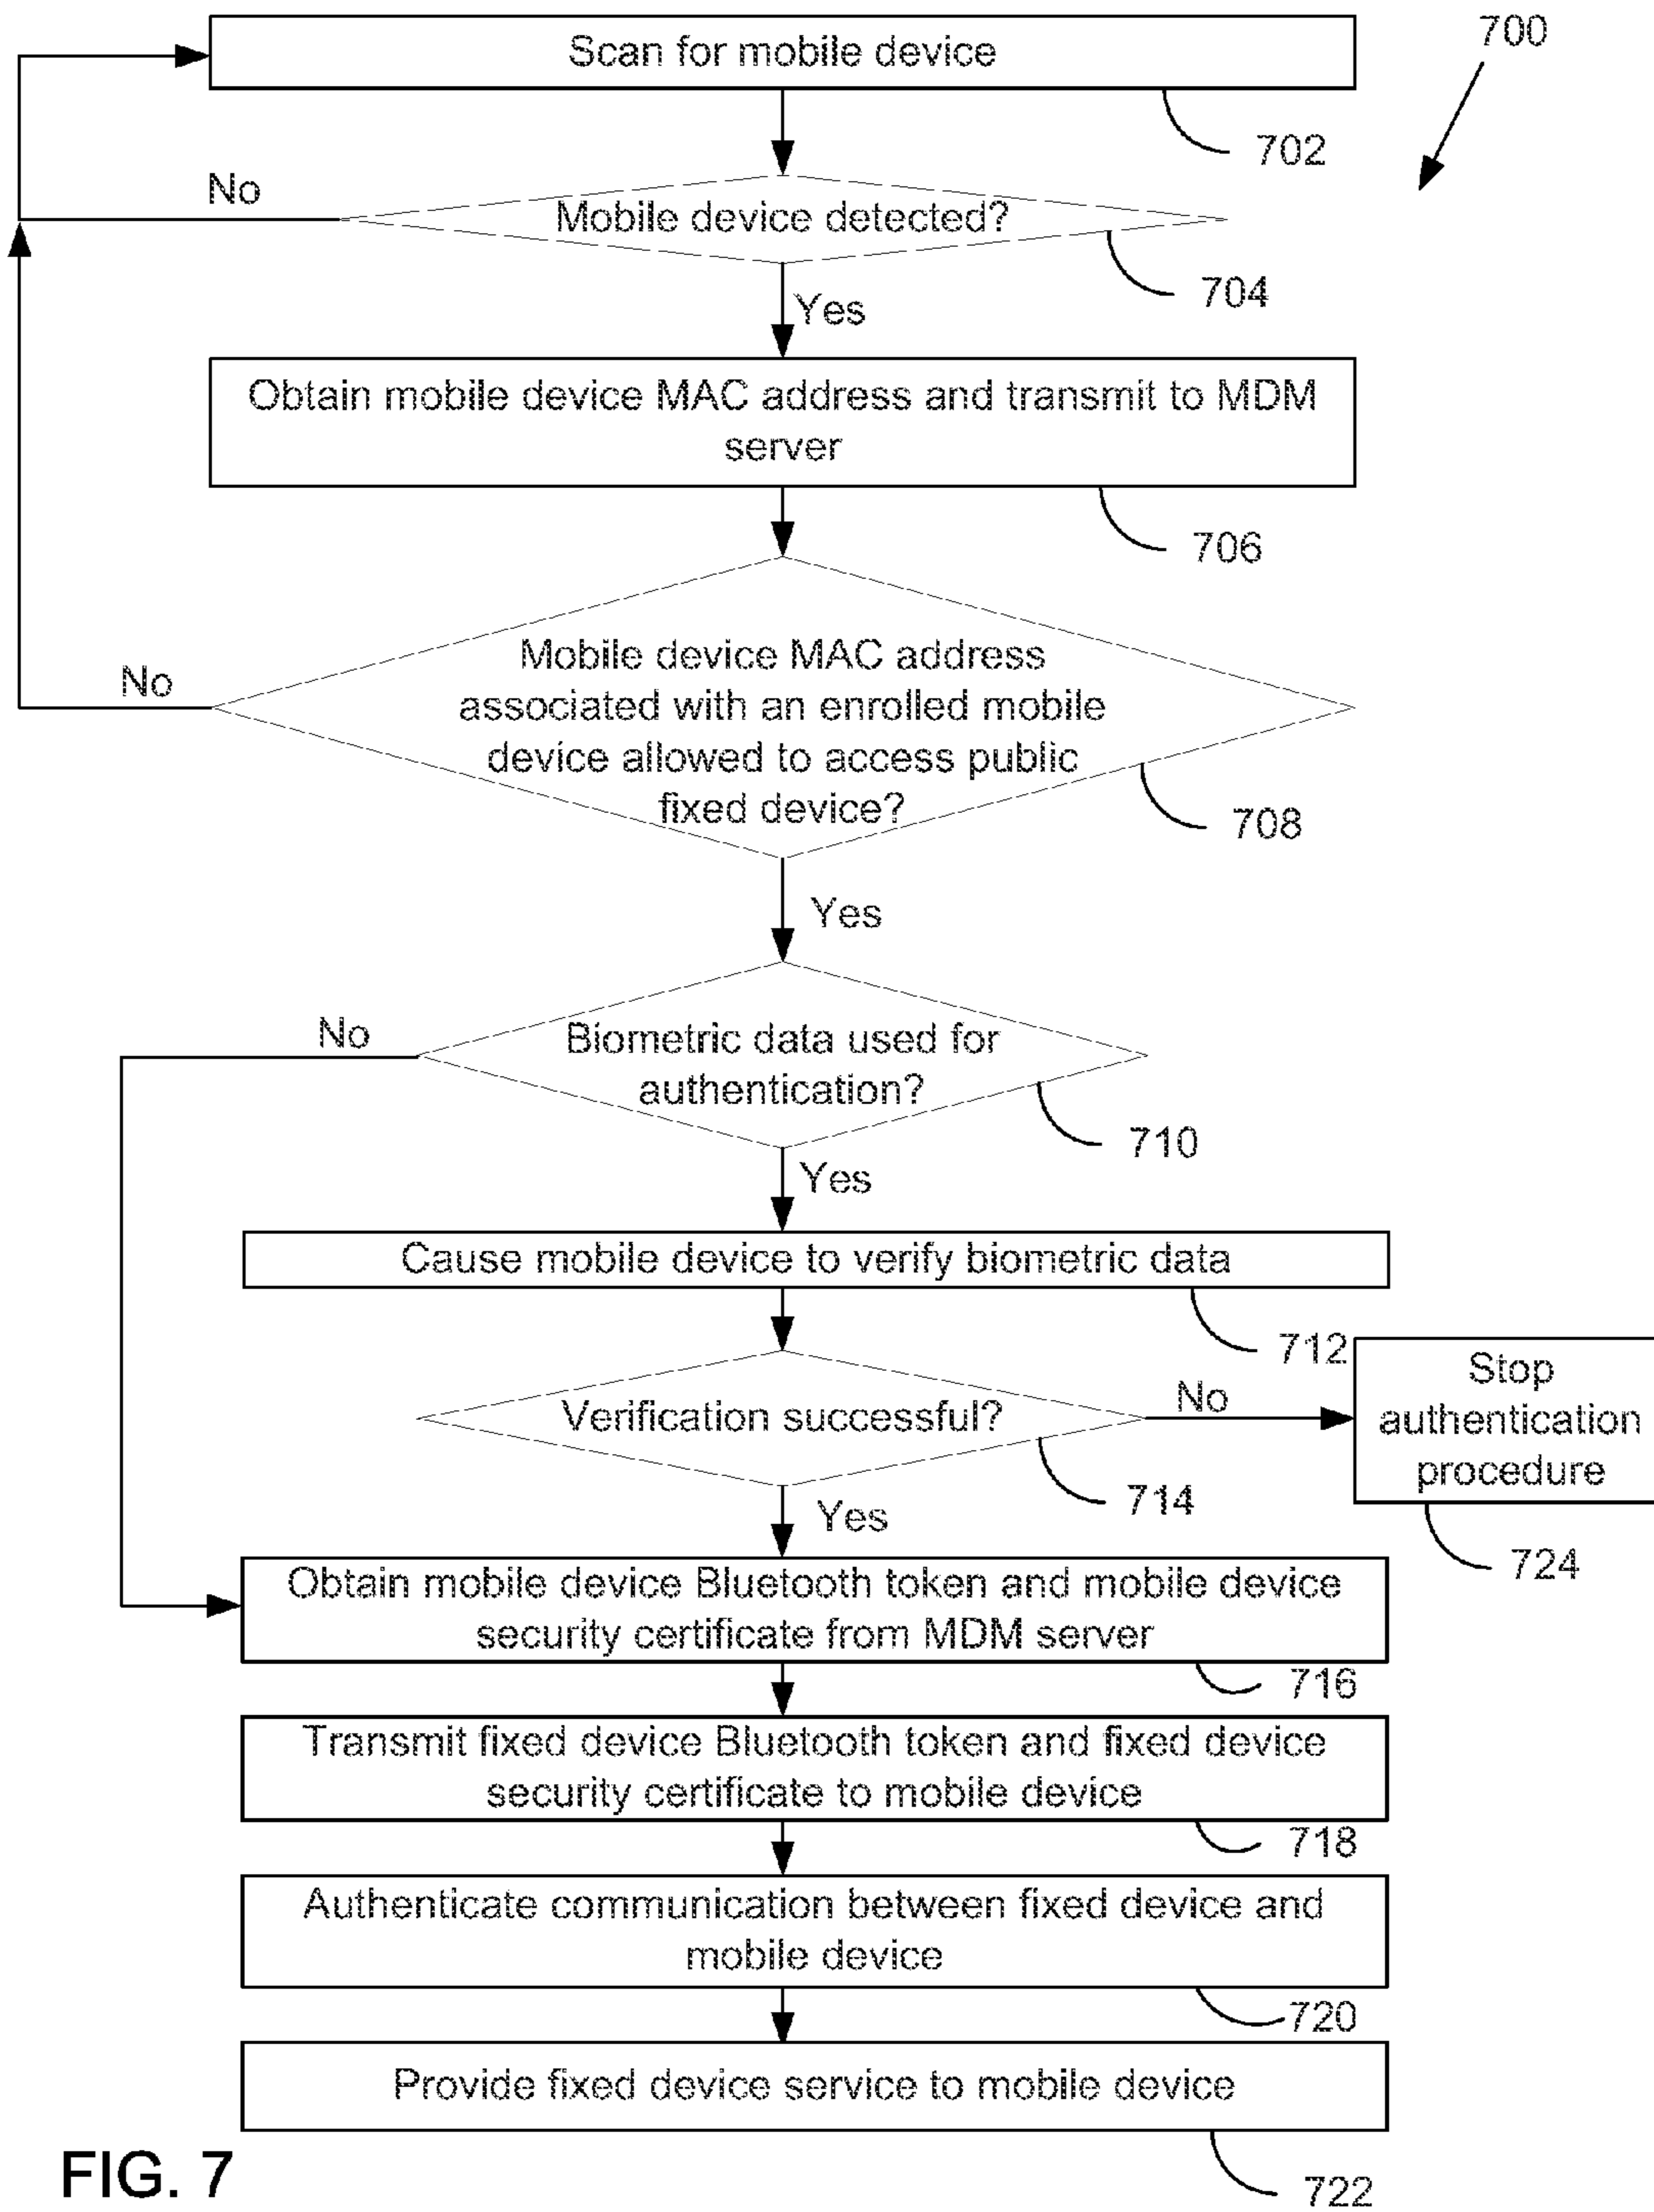 700
Scan for mobile device
702
No
Mobile device detected?
704
Yes
Obtain mobile device MAC address and transmit to MDM
server
706
Mobile device MAC address
associated with an enrolled mobile
device allowed to access public
fixed device?
No
708
Yes
No
Biometric data used for
authentication?
710
Yes
Cause mobile device to verify biometric data
712
Verification successful?
No
Stop
authentication
procedure
714
724
Yes
Obtain mobile device Bluetooth token and mobile device
security certificate from MDM server
716
Transmit fixed device Bluetooth token and fixed device
security certificate to mobile device
718
Authenticate communication between fixed device and
mobile device
720
Provide fixed device service to mobile device
722
FIG. 7